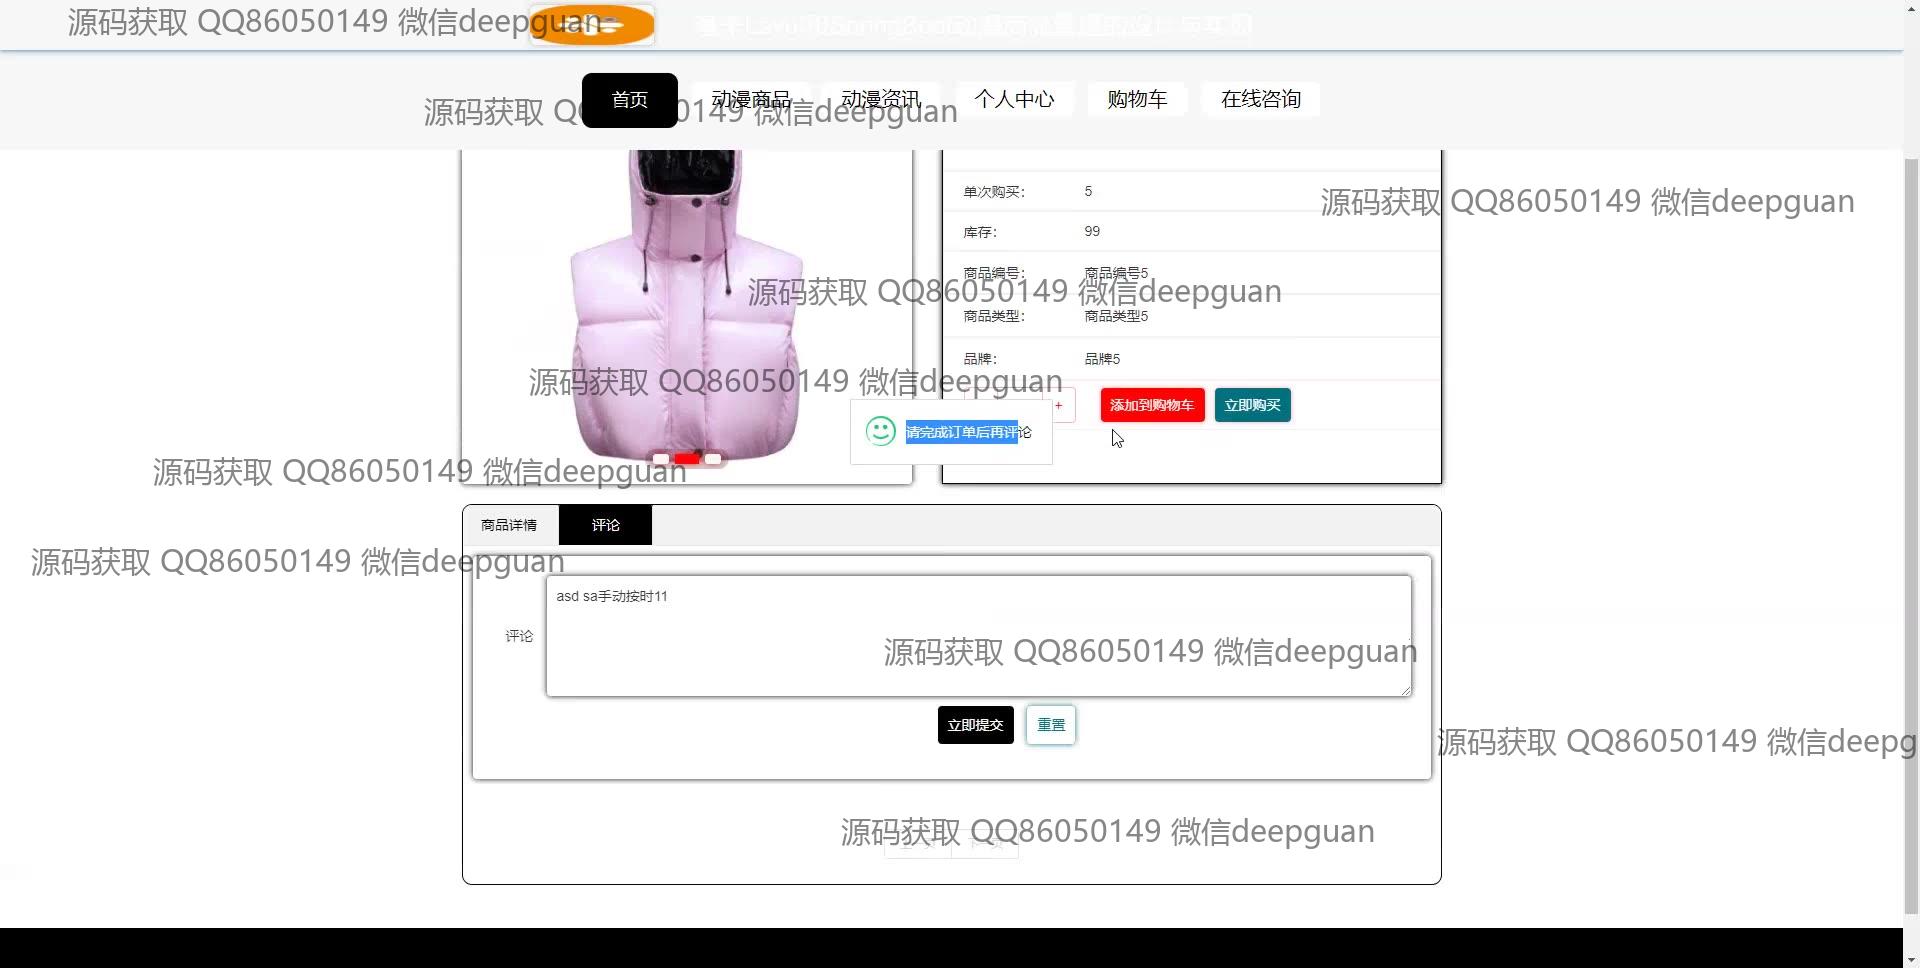 源码获取 QQ86050149 微信deepguan
首页
动漫商品
动漫资讯
个人中心
购物车
在线咨询
源码获取 QQ86050149 微信deepguan
单次购买：
5
源码获取 QQ86050149 微信deepguan
库存：
99
商品编号：
商品编号5
源码获取 QQ86050149 微信deepguan
商品类型：
商品类型5
品牌：
品牌5
源码获取 QQ86050149 微信deepguan
+
添加到购物车
立即购买
请完成订单后再评论
源码获取 QQ86050149 微信deepguan
商品详情
评论
源码获取 QQ86050149 微信deepguan
asd sa手动按时11
评论
源码获取 QQ86050149 微信deepguan
立即提交
重置
源码获取 QQ86050149 微信deepg
源码获取 QQ86050149 微信deepguan